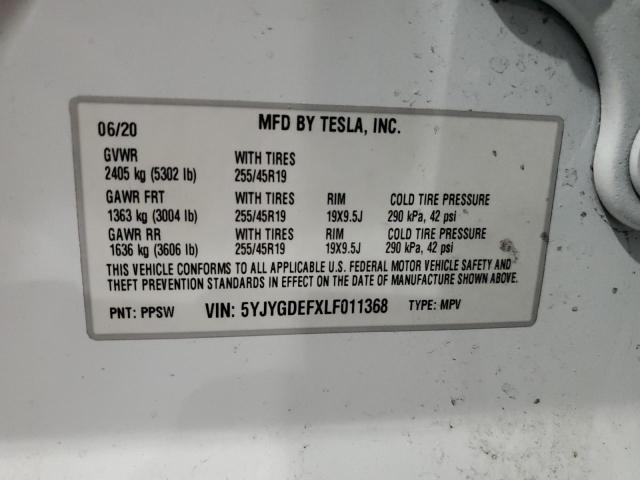 06/20 MFD BY TESLA, INC.
GVWR WITH TIRES
2405 kg (5302 lb) 255/45R19
GAWR FRT WITH TIRES RIM COLD TIRE PRESSURE
1363 kg (3004 lb) 255/45R19 19X9.5J 290 kPa, 42 psi
GAWR RR WITH TIRES RIM COLD TIRE PRESSURE
1636 kg (3606 lb) 255/45R19 19X9.5J 290 kPa, 42 psi
THIS VEHICLE CONFORMS TO ALL APPLICABLE U.S. FEDERAL MOTOR VEHICLE SAFETY AND
THEFT PREVENTION STANDARDS IN EFFECT ON THE DATE OF MANUFACTURE SHOWN ABOVE.
PNT: PPSW VIN: 5YJYGDEFXLF011368 TYPE: MPV